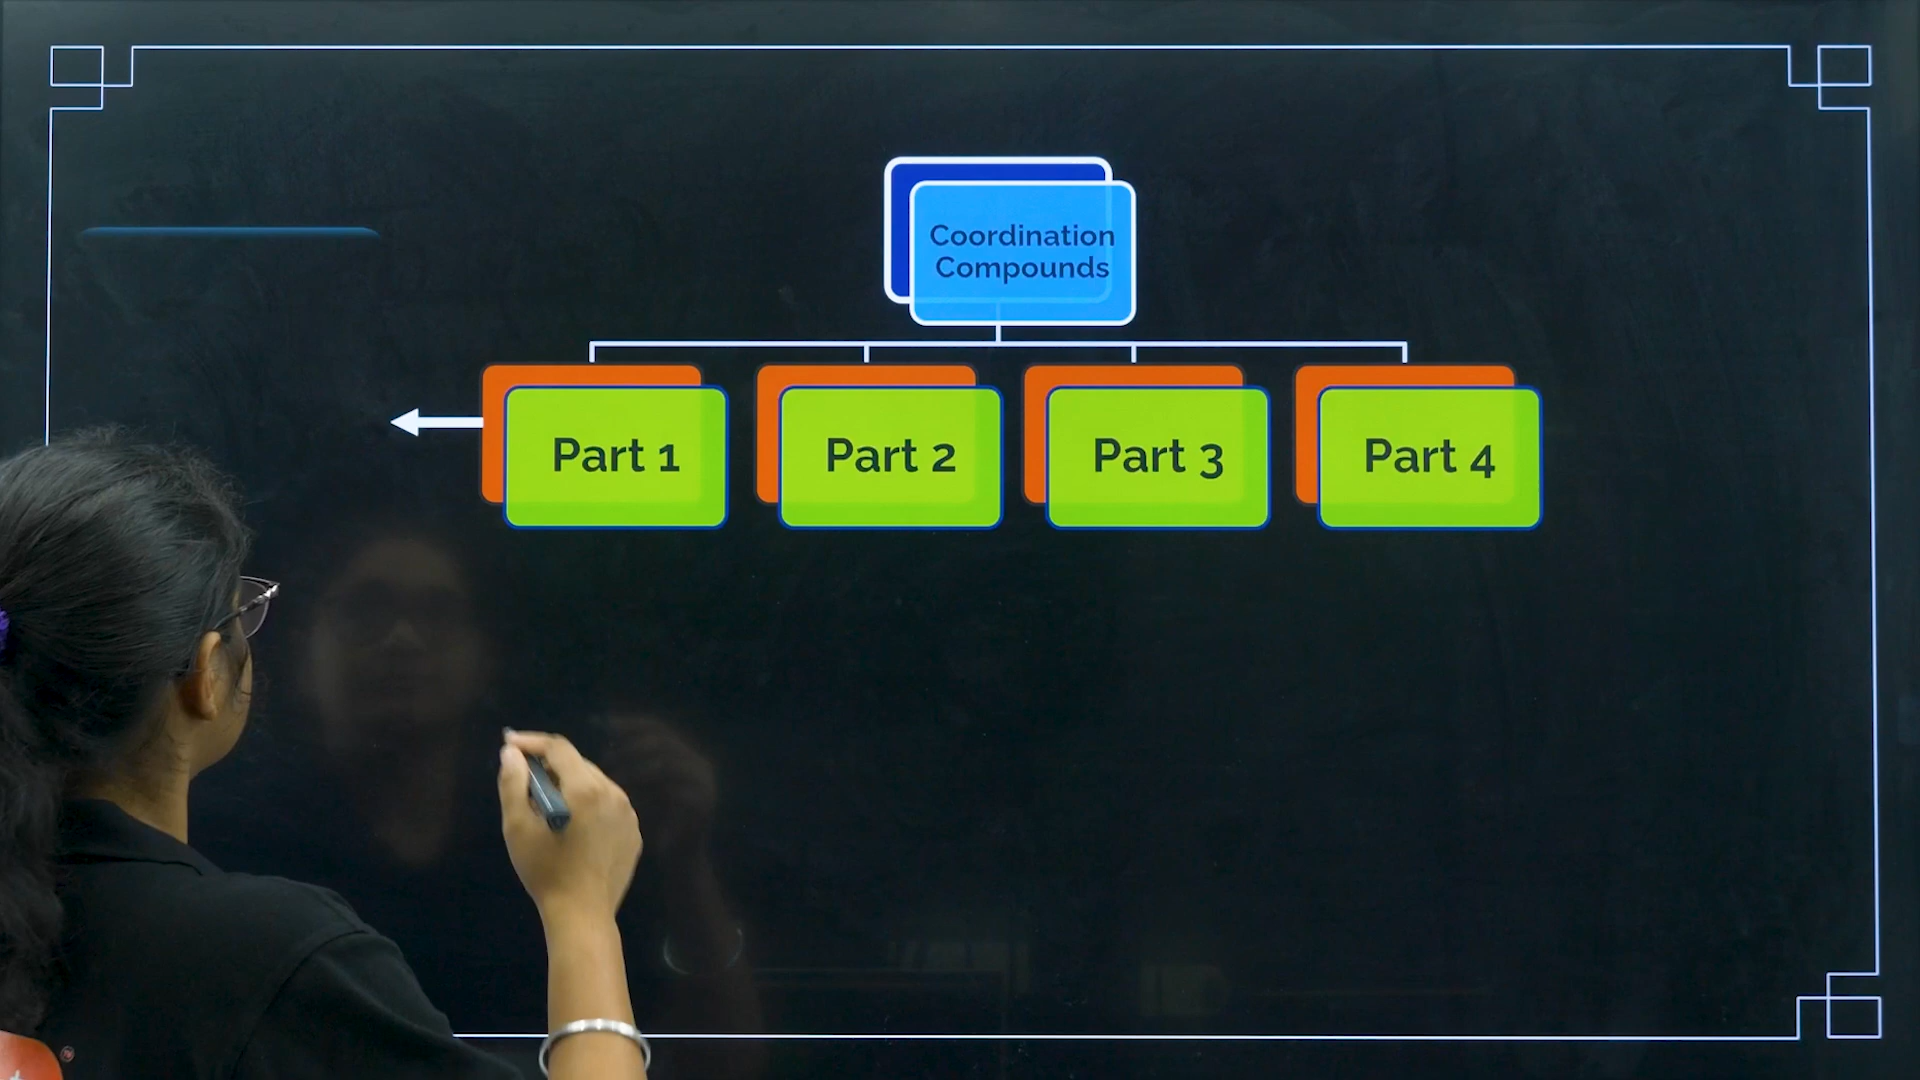 Coordination
Compounds
Part 1
Part 2
Part 3
Part 4